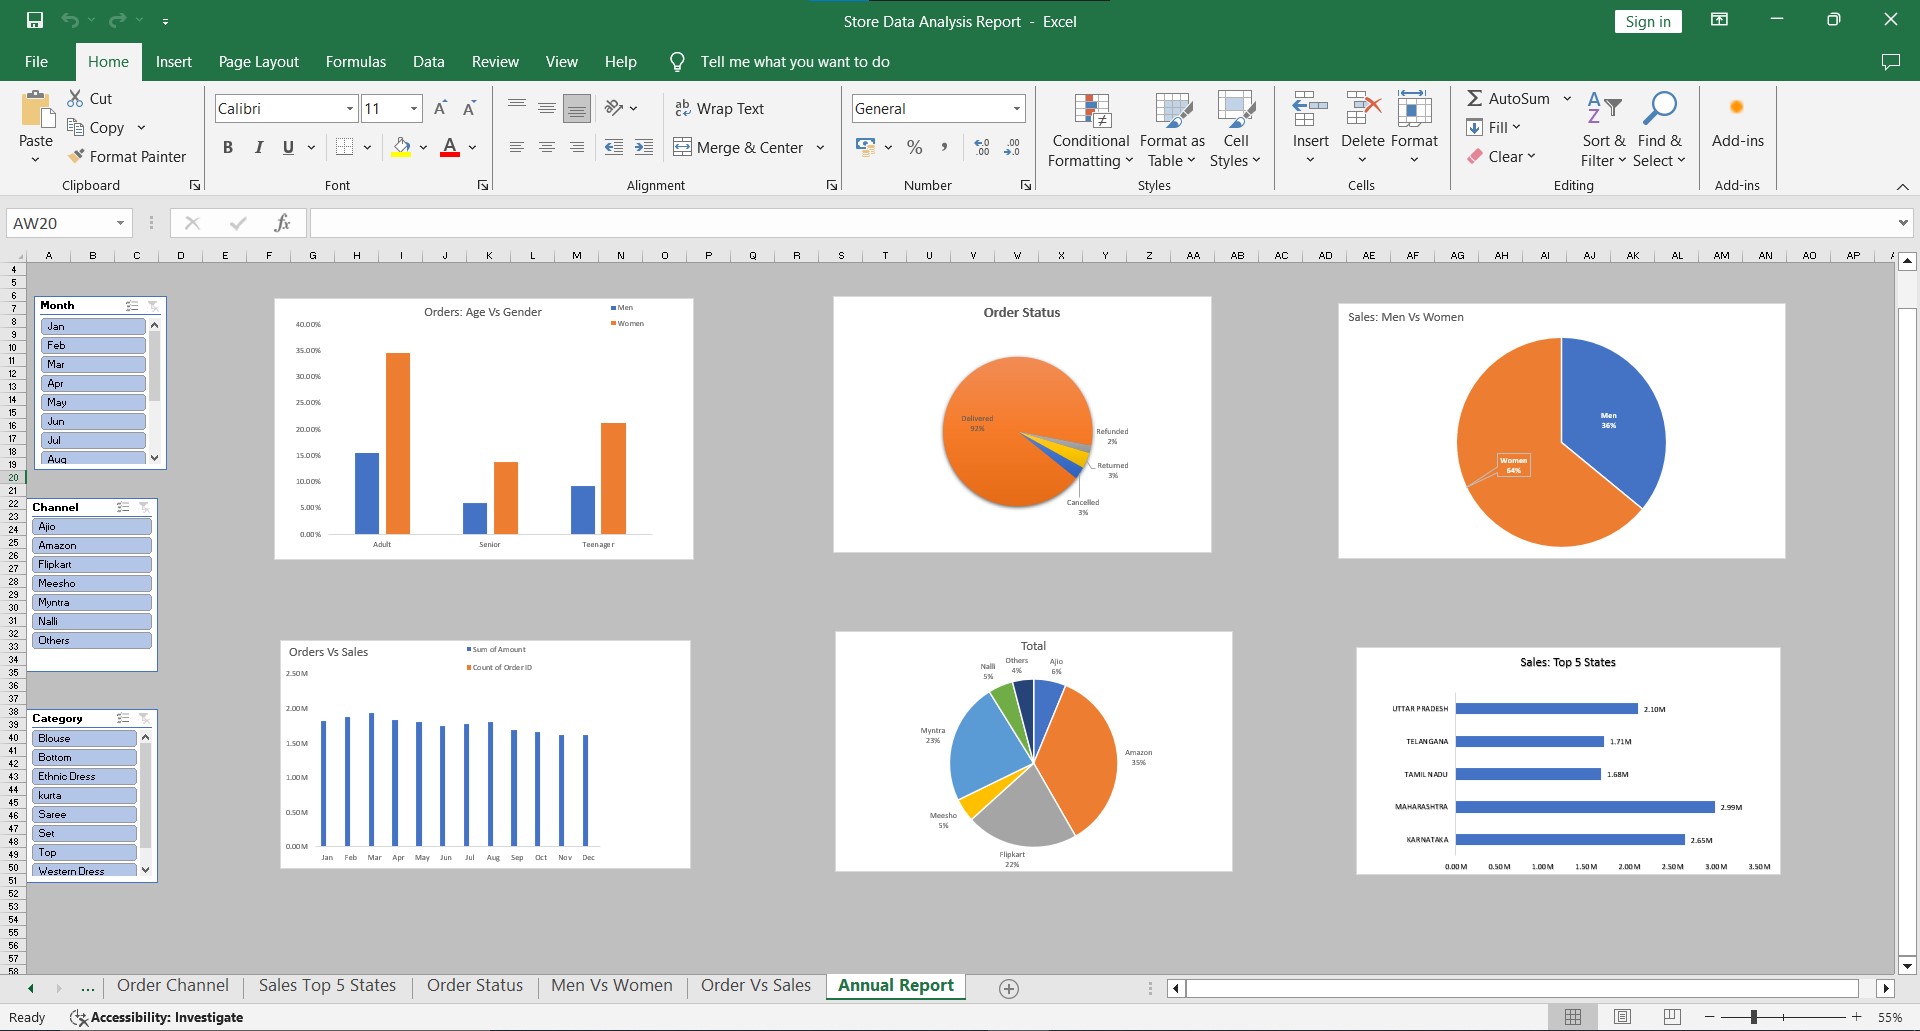 Store Data Analysis Report - Excel
Sign in
File Home Insert Page Layout Formulas Data Review View Help Tell me what you want to do
Paste
Cut
Copy
Format Painter
Clipboard
Calibri 11
B I U A
Font
ab Wrap Text
Merge & Center
Alignment
General
% , .00
Number
Conditional Formatting
Format as Table
Cell Styles
Styles
Insert Delete Format
Cells
AutoSum
Fill
Clear
Sort & Filter
Find & Select
Editing
Add-ins
Add-ins
AW20
fx
A B C D E F G H I J K L M N O P Q R S T U V W X Y Z AA AB AC AD AE AF AG AH AI AJ AK AL AM AN AO AP
4
5
6
7
8
9
10
11
12
13
14
15
16
17
18
19
20
21
22
23
24
25
26
27
28
29
30
31
32
33
34
35
36
37
38
39
40
41
42
43
44
45
46
47
48
49
50
51
52
53
54
55
56
57
58
Month
Jan
Feb
Mar
Apr
May
Jun
Jul
Aug
Channel
Ajio
Amazon
Flipkart
Meesho
Myntra
Nalli
Others
Category
Blouse
Bottom
Ethnic Dress
kurta
Saree
Set
Top
Western Dress
Orders: Age Vs Gender
Men
Women
40.00%
35.00%
30.00%
25.00%
20.00%
15.00%
10.00%
5.00%
0.00%
Adult Senior Teenager
Order Status
Delivered
92%
Refunded
2%
Returned
3%
Cancelled
3%
Sales: Men Vs Women
Men
36%
Women
64%
Orders Vs Sales
Sum of Amount
Count of Order ID
2.50M
2.00M
1.50M
1.00M
0.50M
0.00M
Jan Feb Mar Apr May Jun Jul Aug Sep Oct Nov Dec
Total
Nalli
5%
Others
4%
Ajio
6%
Myntra
23%
Amazon
35%
Meesho
5%
Flipkart
22%
Sales: Top 5 States
UTTAR PRADESH 2.10M
TELANGANA 1.71M
TAMIL NADU 1.68M
MAHARASHTRA 2.99M
KARNATAKA 2.65M
0.00M 0.50M 1.00M 1.50M 2.00M 2.50M 3.00M 3.50M
... Order Channel Sales Top 5 States Order Status Men Vs Women Order Vs Sales Annual Report
Ready Accessibility: Investigate
55%